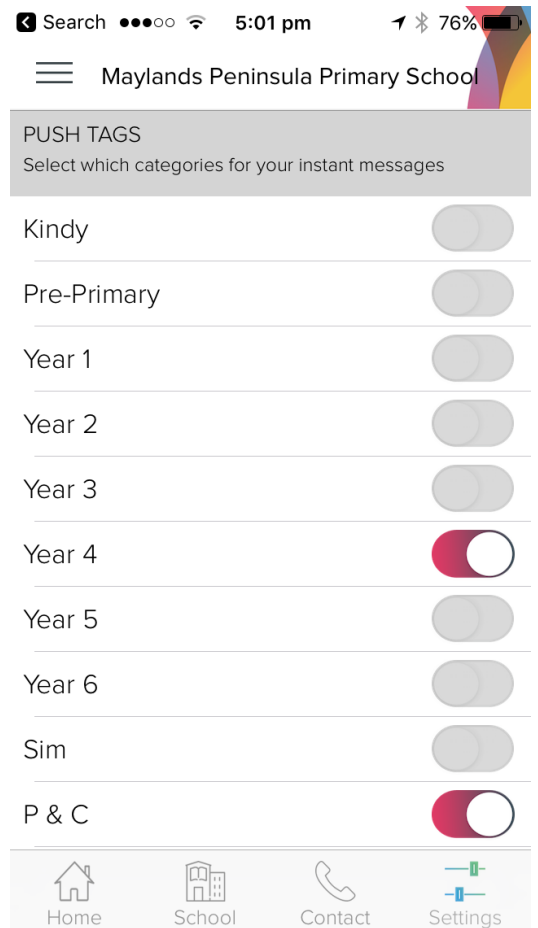 Search 5:01 pm 76%
Maylands Peninsula Primary School
PUSH TAGS
Select which categories for your instant messages
Kindy
Pre-Primary
Year 1
Year 2
Year 3
Year 4
Year 5
Year 6
Sim
P & C
Home School Contact Settings